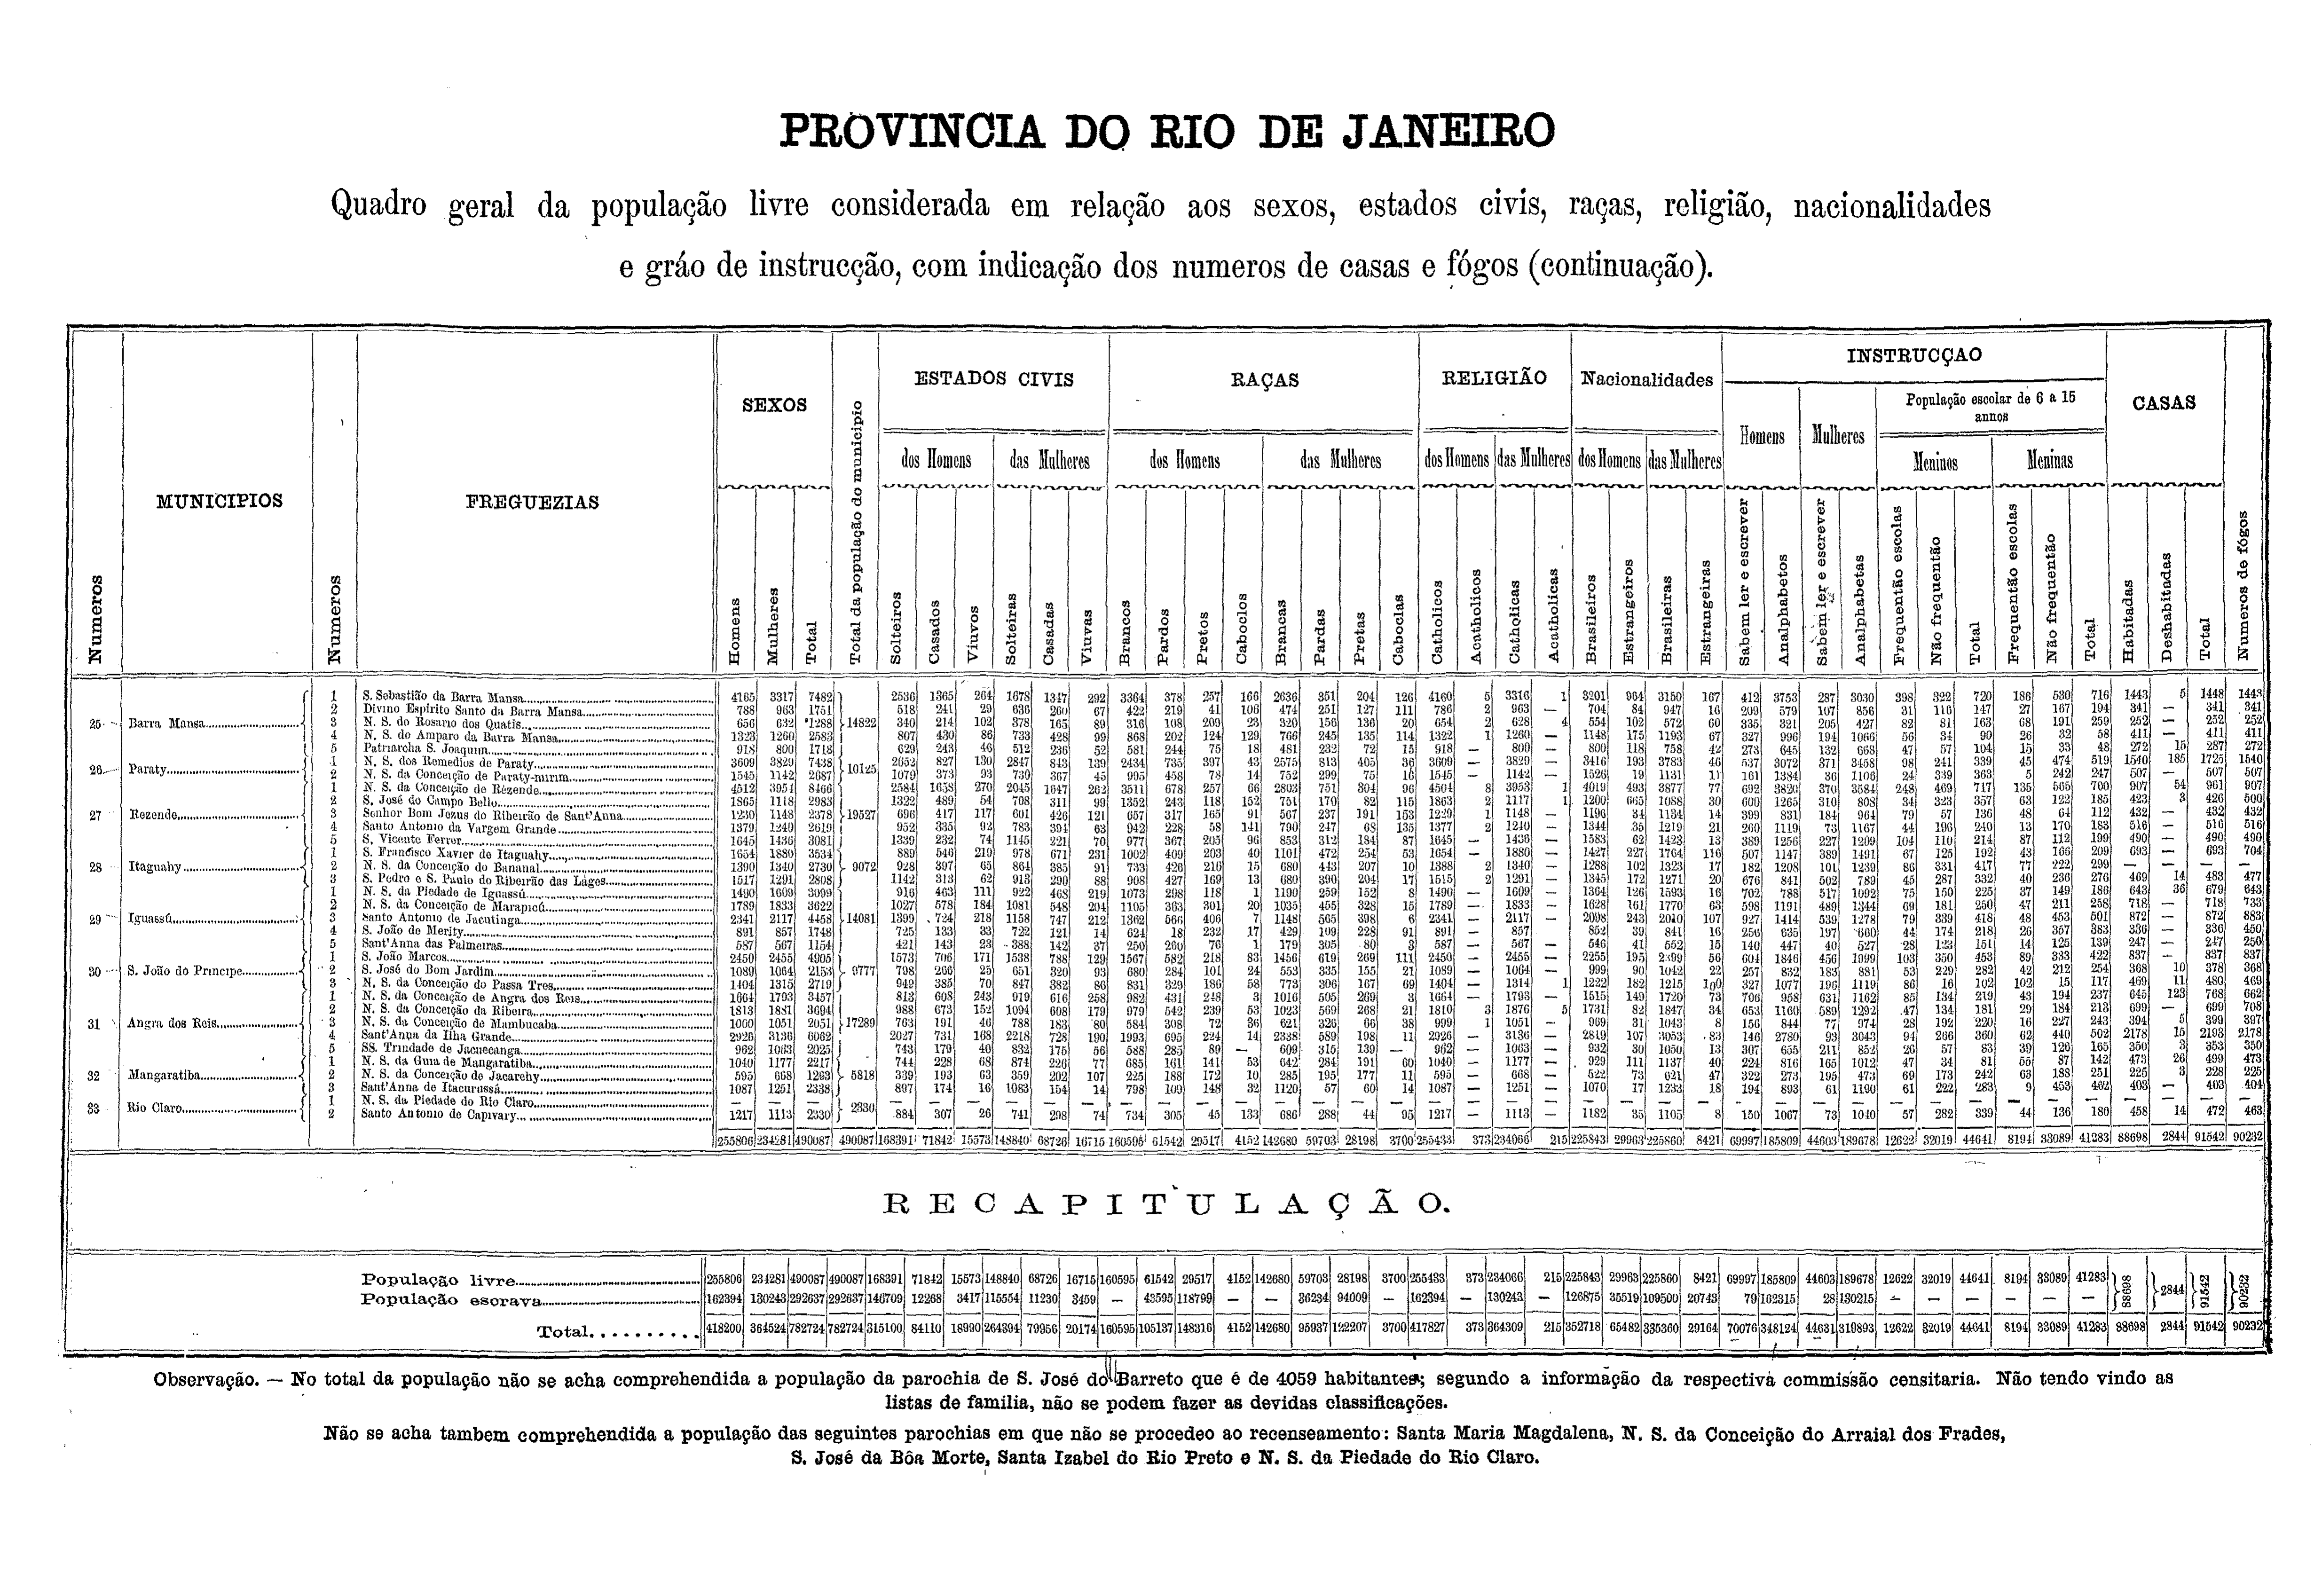 PROVINCIA DO RIO DE JANEIRO
Quadro geral da população livre considerada em relação aos sexos, estados civis, raças, religião, nacionalidades
e gráo de instrucção, com indicação dos numeros de casas e fógos (continuação).
Numeros
MUNICIPIOS
Numeros
FREGUEZIAS
SEXOS
Homens Mulheres Total
Total da população do municipio
ESTADOS CIVIS
dos Homens das Mulheres
Solteiros Casados Viuvos Solteiras Casadas Viuvas
RAÇAS
dos Homens das Mulheres
Brancos Pardos Pretos Caboclos Brancas Pardas Pretas Caboclas
RELIGIÃO
dos Homens das Mulheres
Catholicos Acatholicos Catholicas Acatholicas
Nacionalidades
dos Homens das Mulheres
Brasileiros Estrangeiros Brasileiras Estrangeiras
INSTRUCÇAO
Homens Mulheres
Sabem ler e escrever Analphabetos Sabem ler e escrever Analphabetas
População escolar de 6 a 15
annos
Meninos Meninas
Frequentão escolas Não frequentão Total Frequentão escolas Não frequentão Total
CASAS
Habitadas Deshabitadas Total
Numeros de fógos
25 Barra Mansa 14822
1 S. Sebastião da Barra Mansa 4165 3317 7482 2536 1365 264 1678 1347 292 3364 378 257 166 2636 351 204 126 4160 5 3316 1 3201 964 3150 167 412 3753 287 3030 398 322 720 186 530 716 1443 5 1448 1443
2 Divino Espirito Santo da Barra Mansa 788 963 1751 518 241 29 636 260 67 422 219 41 106 474 251 127 111 786 2 963 — 704 84 947 16 209 579 107 856 31 116 147 27 167 194 341 — 341 341
3 N. S. do Rosario dos Quatis 656 632 1288 340 214 102 378 165 89 316 108 209 23 320 156 136 20 654 2 628 4 554 102 572 60 335 321 205 427 82 81 163 68 191 259 252 — 252 252
4 N. S. do Amparo da Barra Mansa 1323 1260 2583 807 430 86 733 428 99 868 202 124 129 766 245 135 114 1322 1 1260 — 1148 175 1193 67 327 996 194 1066 56 34 90 26 32 58 411 — 411 411
5 Patriarcha S. Joaquim 918 800 1718 629 243 46 512 236 52 581 244 75 18 481 232 72 15 918 — 800 — 800 118 758 42 273 645 132 668 47 57 104 15 33 48 272 15 287 272
26 Paraty 10125
1 N. S. dos Remedios de Paraty 3609 3829 7438 2652 827 130 2847 843 139 2434 735 397 43 2575 813 405 36 3609 — 3829 — 3416 193 3783 46 537 3072 371 3458 98 241 339 45 474 519 1540 185 1725 1540
2 N. S. da Conceição de Paraty-mirim 1545 1142 2687 1079 373 93 730 367 45 995 458 78 14 752 299 75 16 1545 — 1142 — 1526 19 1131 11 161 1384 36 1106 24 339 363 5 242 247 507 — 507 507
27 Rezende 19527
1 N. S. da Conceição de Rezende 4512 3954 8466 2584 1658 270 2045 1647 262 3511 678 257 66 2803 751 304 96 4504 8 3953 1 4019 493 3877 77 692 3820 370 3584 248 469 717 135 565 700 907 54 961 907
2 S. José do Campo Bello 1865 1118 2983 1322 489 54 708 311 99 1352 243 118 152 751 170 82 115 1863 2 1117 1 1200 665 1088 30 600 1265 310 808 34 323 357 63 122 185 423 3 426 500
3 Senhor Bom Jezus do Ribeirão de Sant'Anna 1230 1148 2378 696 417 117 601 426 121 657 317 165 91 567 237 191 153 1229 1 1148 — 1196 34 1134 14 399 831 184 964 79 57 136 48 64 112 432 — 432 432
4 Santo Antonio da Vargem Grande 1379 1240 2619 952 335 92 783 394 63 942 228 58 141 790 247 68 135 1377 2 1240 — 1344 35 1219 21 260 1119 73 1167 44 196 240 13 170 183 516 — 516 516
5 S. Vicente Ferrer 1645 1436 3081 1339 232 74 1145 221 70 977 367 205 96 853 312 184 87 1645 — 1436 — 1583 62 1423 13 389 1256 227 1209 104 110 214 87 112 199 490 — 490 490
28 Itaguahy 9072
1 S. Francisco Xavier de Itaguahy 1654 1880 3534 889 546 219 978 671 231 1002 409 203 40 1101 472 254 53 1654 — 1880 — 1427 227 1764 116 507 1147 389 1491 67 125 192 43 166 209 693 — 693 704
2 N. S. da Conceição do Bananal 1390 1340 2730 928 397 65 864 385 91 733 426 216 15 680 443 207 10 1388 2 1340 — 1288 102 1323 17 182 1208 101 1239 86 331 417 77 222 299 — — — —
3 S. Pedro e S. Paulo do Ribeirão das Lages 1517 1291 2808 1142 313 62 913 290 88 908 427 169 13 680 390 204 17 1515 2 1291 — 1345 172 1271 20 676 841 502 789 45 287 332 40 236 276 469 14 483 477
29 Iguassú 14081
1 N. S. da Piedade de Iguassú 1490 1609 3099 916 463 111 922 468 219 1073 298 118 1 1190 259 152 8 1490 — 1609 — 1364 126 1593 16 702 788 517 1092 75 150 225 37 149 186 643 36 679 643
2 N. S. da Conceição de Marapicú 1789 1833 3622 1027 578 184 1081 548 204 1105 363 301 20 1035 455 328 15 1789 — 1833 — 1628 161 1770 63 598 1191 489 1344 69 181 250 47 211 258 718 — 718 733
3 Santo Antonio de Jacutinga 2341 2117 4458 1399 724 218 1158 747 212 1362 566 406 7 1148 565 398 6 2341 — 2117 — 2098 243 2010 107 927 1414 539 1278 79 339 418 48 453 501 872 — 872 883
4 S. João de Merity 891 857 1748 725 133 33 722 121 14 624 18 232 17 429 109 228 91 891 — 857 — 852 39 841 16 256 635 197 660 44 174 218 26 357 383 336 — 336 450
5 Sant'Anna das Palmeiras 587 567 1154 421 143 23 388 142 37 250 260 76 1 179 305 80 3 587 — 567 — 546 41 552 15 140 447 40 527 28 123 151 14 125 139 247 — 247 250
30 S. João do Principe 9777
1 S. João Marcos 2450 2455 4905 1573 706 171 1538 788 129 1567 582 218 83 1456 619 269 111 2450 — 2455 — 2255 195 2399 56 604 1846 456 1999 103 350 453 89 333 422 837 — 837 837
2 S. José do Bom Jardim 1089 1064 2153 798 266 25 651 320 93 680 284 101 24 553 335 155 21 1089 — 1064 — 999 90 1042 22 257 832 183 881 53 229 282 42 212 254 368 10 378 368
3 N. S. da Conceição do Passa Tres 1404 1315 2719 949 385 70 847 382 86 831 329 186 58 773 306 167 69 1404 — 1314 1 1222 182 1215 100 327 1077 196 1119 86 16 102 102 15 117 469 11 480 469
31 Angra dos Reis 17289
1 N. S. da Conceição de Angra dos Reis 1664 1793 3457 813 608 243 919 616 258 982 431 248 3 1016 505 269 3 1664 — 1793 — 1515 149 1720 73 706 958 631 1162 85 134 219 43 194 237 645 123 768 662
2 N. S. da Conceição da Ribeira 1813 1881 3694 988 673 152 1094 608 179 979 542 239 53 1023 569 268 21 1810 3 1876 5 1731 82 1847 34 653 1160 589 1292 47 134 181 29 184 213 699 — 699 708
3 N. S. da Conceição de Mambucaba 1000 1051 2051 763 191 46 788 183 80 584 308 72 36 621 326 66 38 999 1 1051 — 969 31 1043 8 156 844 77 974 28 192 220 16 227 243 394 5 399 397
4 Sant'Anna da Ilha Grande 2926 3136 6062 2027 731 168 2218 728 190 1993 695 224 14 2338 589 198 11 2926 — 3136 — 2819 107 3053 83 146 2780 93 3043 94 266 360 62 440 502 2178 15 2193 2178
5 SS. Trindade de Jacuecanga 962 1063 2025 743 179 40 832 175 56 588 285 89 — 609 315 139 — 962 — 1063 — 932 30 1050 13 307 655 211 852 26 57 83 39 126 165 350 3 353 350
32 Mangaratiba 5818
1 N. S. da Guia de Mangaratiba 1040 1177 2217 744 228 68 874 226 77 685 161 141 53 642 284 191 60 1040 — 1177 — 929 111 1137 40 224 816 165 1012 47 34 81 55 87 142 473 26 499 473
2 N. S. da Conceição de Jacarehy 595 668 1263 339 193 63 359 202 107 225 188 172 10 285 195 177 11 595 — 668 — 522 73 621 47 322 273 195 473 69 173 242 63 188 251 225 3 228 225
3 Sant'Anna de Itacurussá 1087 1251 2338 897 174 16 1083 154 14 798 109 148 32 1120 57 60 14 1087 — 1251 — 1070 17 1233 18 194 893 61 1190 61 222 283 9 453 462 403 — 403 404
33 Rio Claro 2330
1 N. S. da Piedade do Rio Claro — — — — — — — — — — — — — — — — — — — — — — — — — — — — — — — — — — — — — —
2 Santo Antonio de Capivary 1217 1113 2330 884 307 26 741 298 74 734 305 45 133 686 288 44 95 1217 — 1113 — 1182 35 1105 8 150 1067 73 1040 57 282 339 44 136 180 458 14 472 463
255806 234281 490087 490087 168391 71842 15573 148840 68726 16715 160595 61542 29517 4152 142680 59703 28198 3700 255433 373 234066 215 225843 29963 225860 8421 69997 185809 44603 189678 12622 32019 44641 8194 33089 41283 88698 2844 91542 90232
RECAPITULAÇÃO.
População livre 255806 234281 490087 490087 168391 71842 15573 148840 68726 16715 160595 61542 29517 4152 142680 59703 28198 3700 255433 373 234066 215 225843 29963 225860 8421 69997 185809 44603 189678 12622 32019 44641 8194 33089 41283 88698 2844 91542 90232
População escrava 162394 130243 292637 292637 146709 12268 3417 115554 11230 3459 — 43595 118799 — — 36234 94009 — 162394 — 130243 — 126875 35519 109500 20743 79 162315 28 130215 — — — — — —
Total.......... 418200 364524 782724 782724 315100 84110 18990 264394 79956 20174 160595 105137 148316 4152 142680 95937 122207 3700 417827 373 364309 215 352718 65482 335360 29164 70076 348124 44631 319893 12622 32019 44641 8194 33089 41283 88698 2844 91542 90232
Observação. — No total da população não se acha comprehendida a população da parochia de S. José do Barreto que é de 4059 habitantes; segundo a informação da respectiva commissão censitaria. Não tendo vindo as
listas de familia, não se podem fazer as devidas classificações.
Não se acha tambem comprehendida a população das seguintes parochias em que não se procedeo ao recenseamento: Santa Maria Magdalena, N. S. da Conceição do Arraial dos Frades,
S. José da Bôa Morte, Santa Izabel do Rio Preto e N. S. da Piedade do Rio Claro.